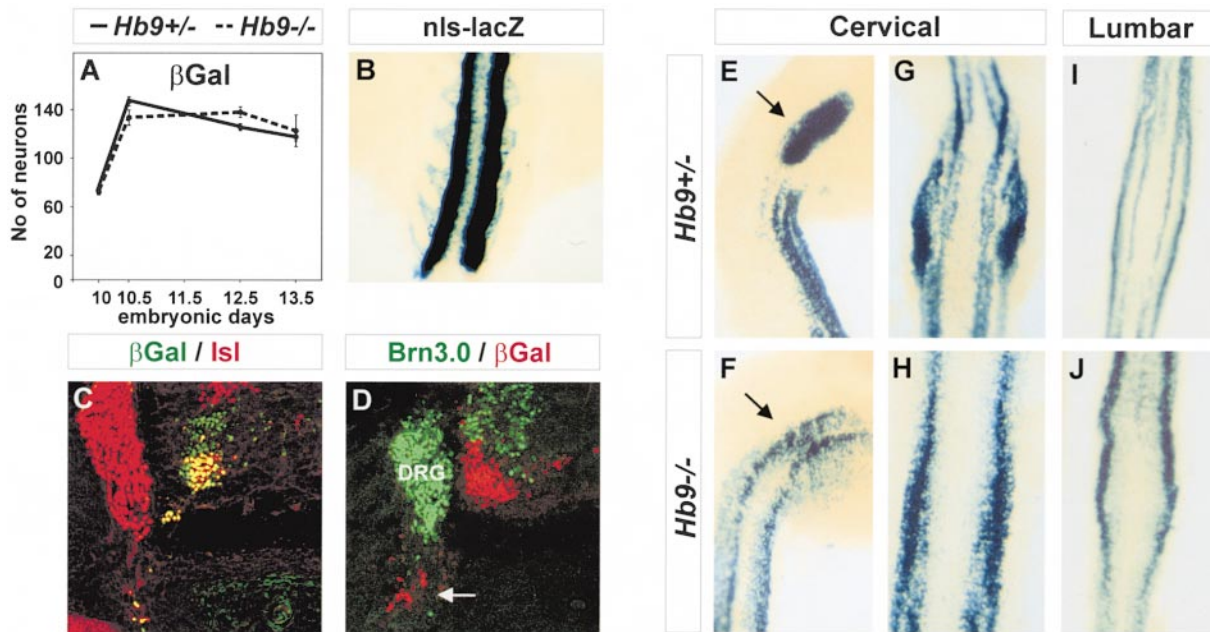 Hb9+/- Hb9-/-
nls-lacZ
A
βGal
No of neurons
140
100
60
20
0
10 10.5 11.5 12.5 13.5
embryonic days
B
βGal / Isl
Brn3.0 / βGal
C
D
DRG
Cervical
Lumbar
Hb9+/-
E
G
I
Hb9-/-
F
H
J